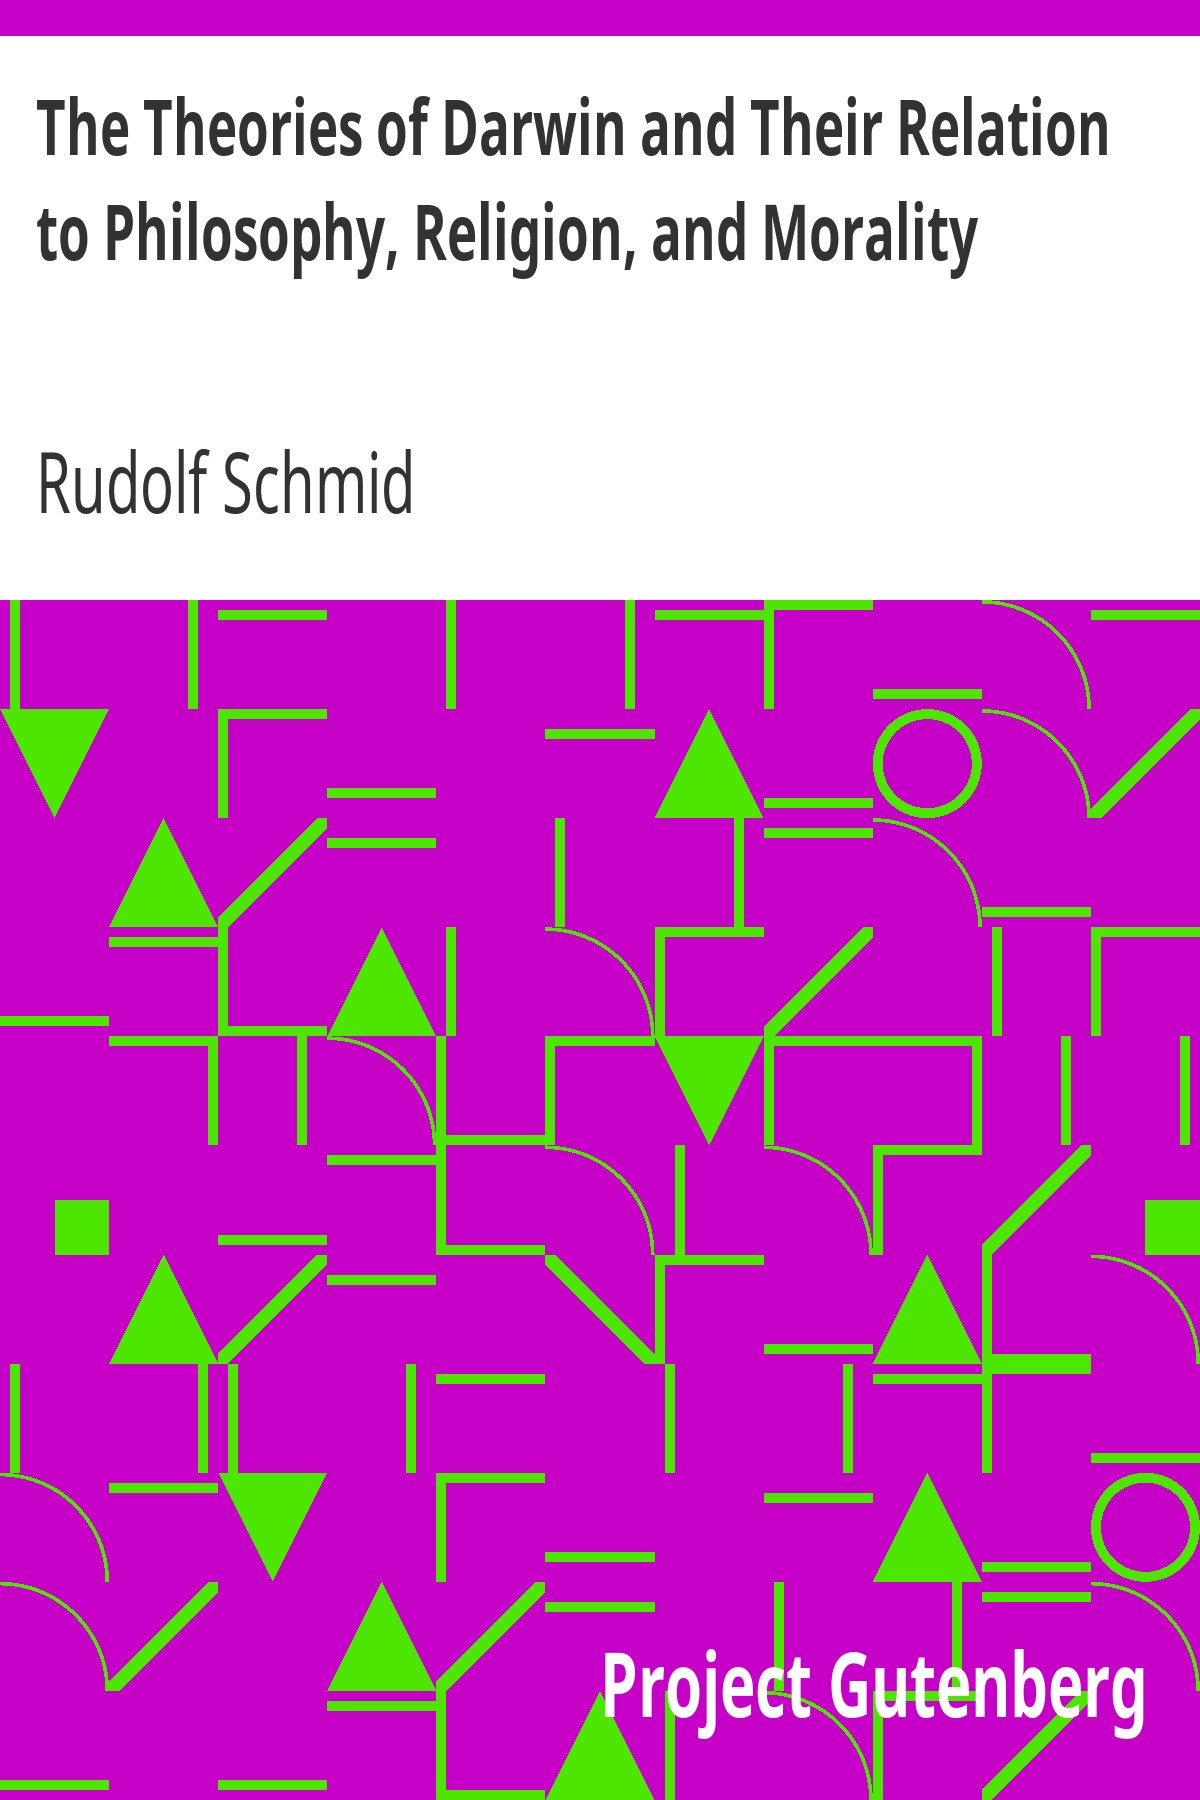 The Theories of Darwin and Their Relation
to Philosophy, Religion, and Morality
Rudolf Schmid
Project Gutenberg